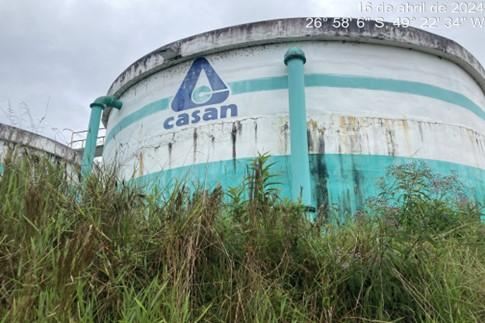 16 de abril de 2024
26° 58' 6" S, 49° 22' 34" W
casan